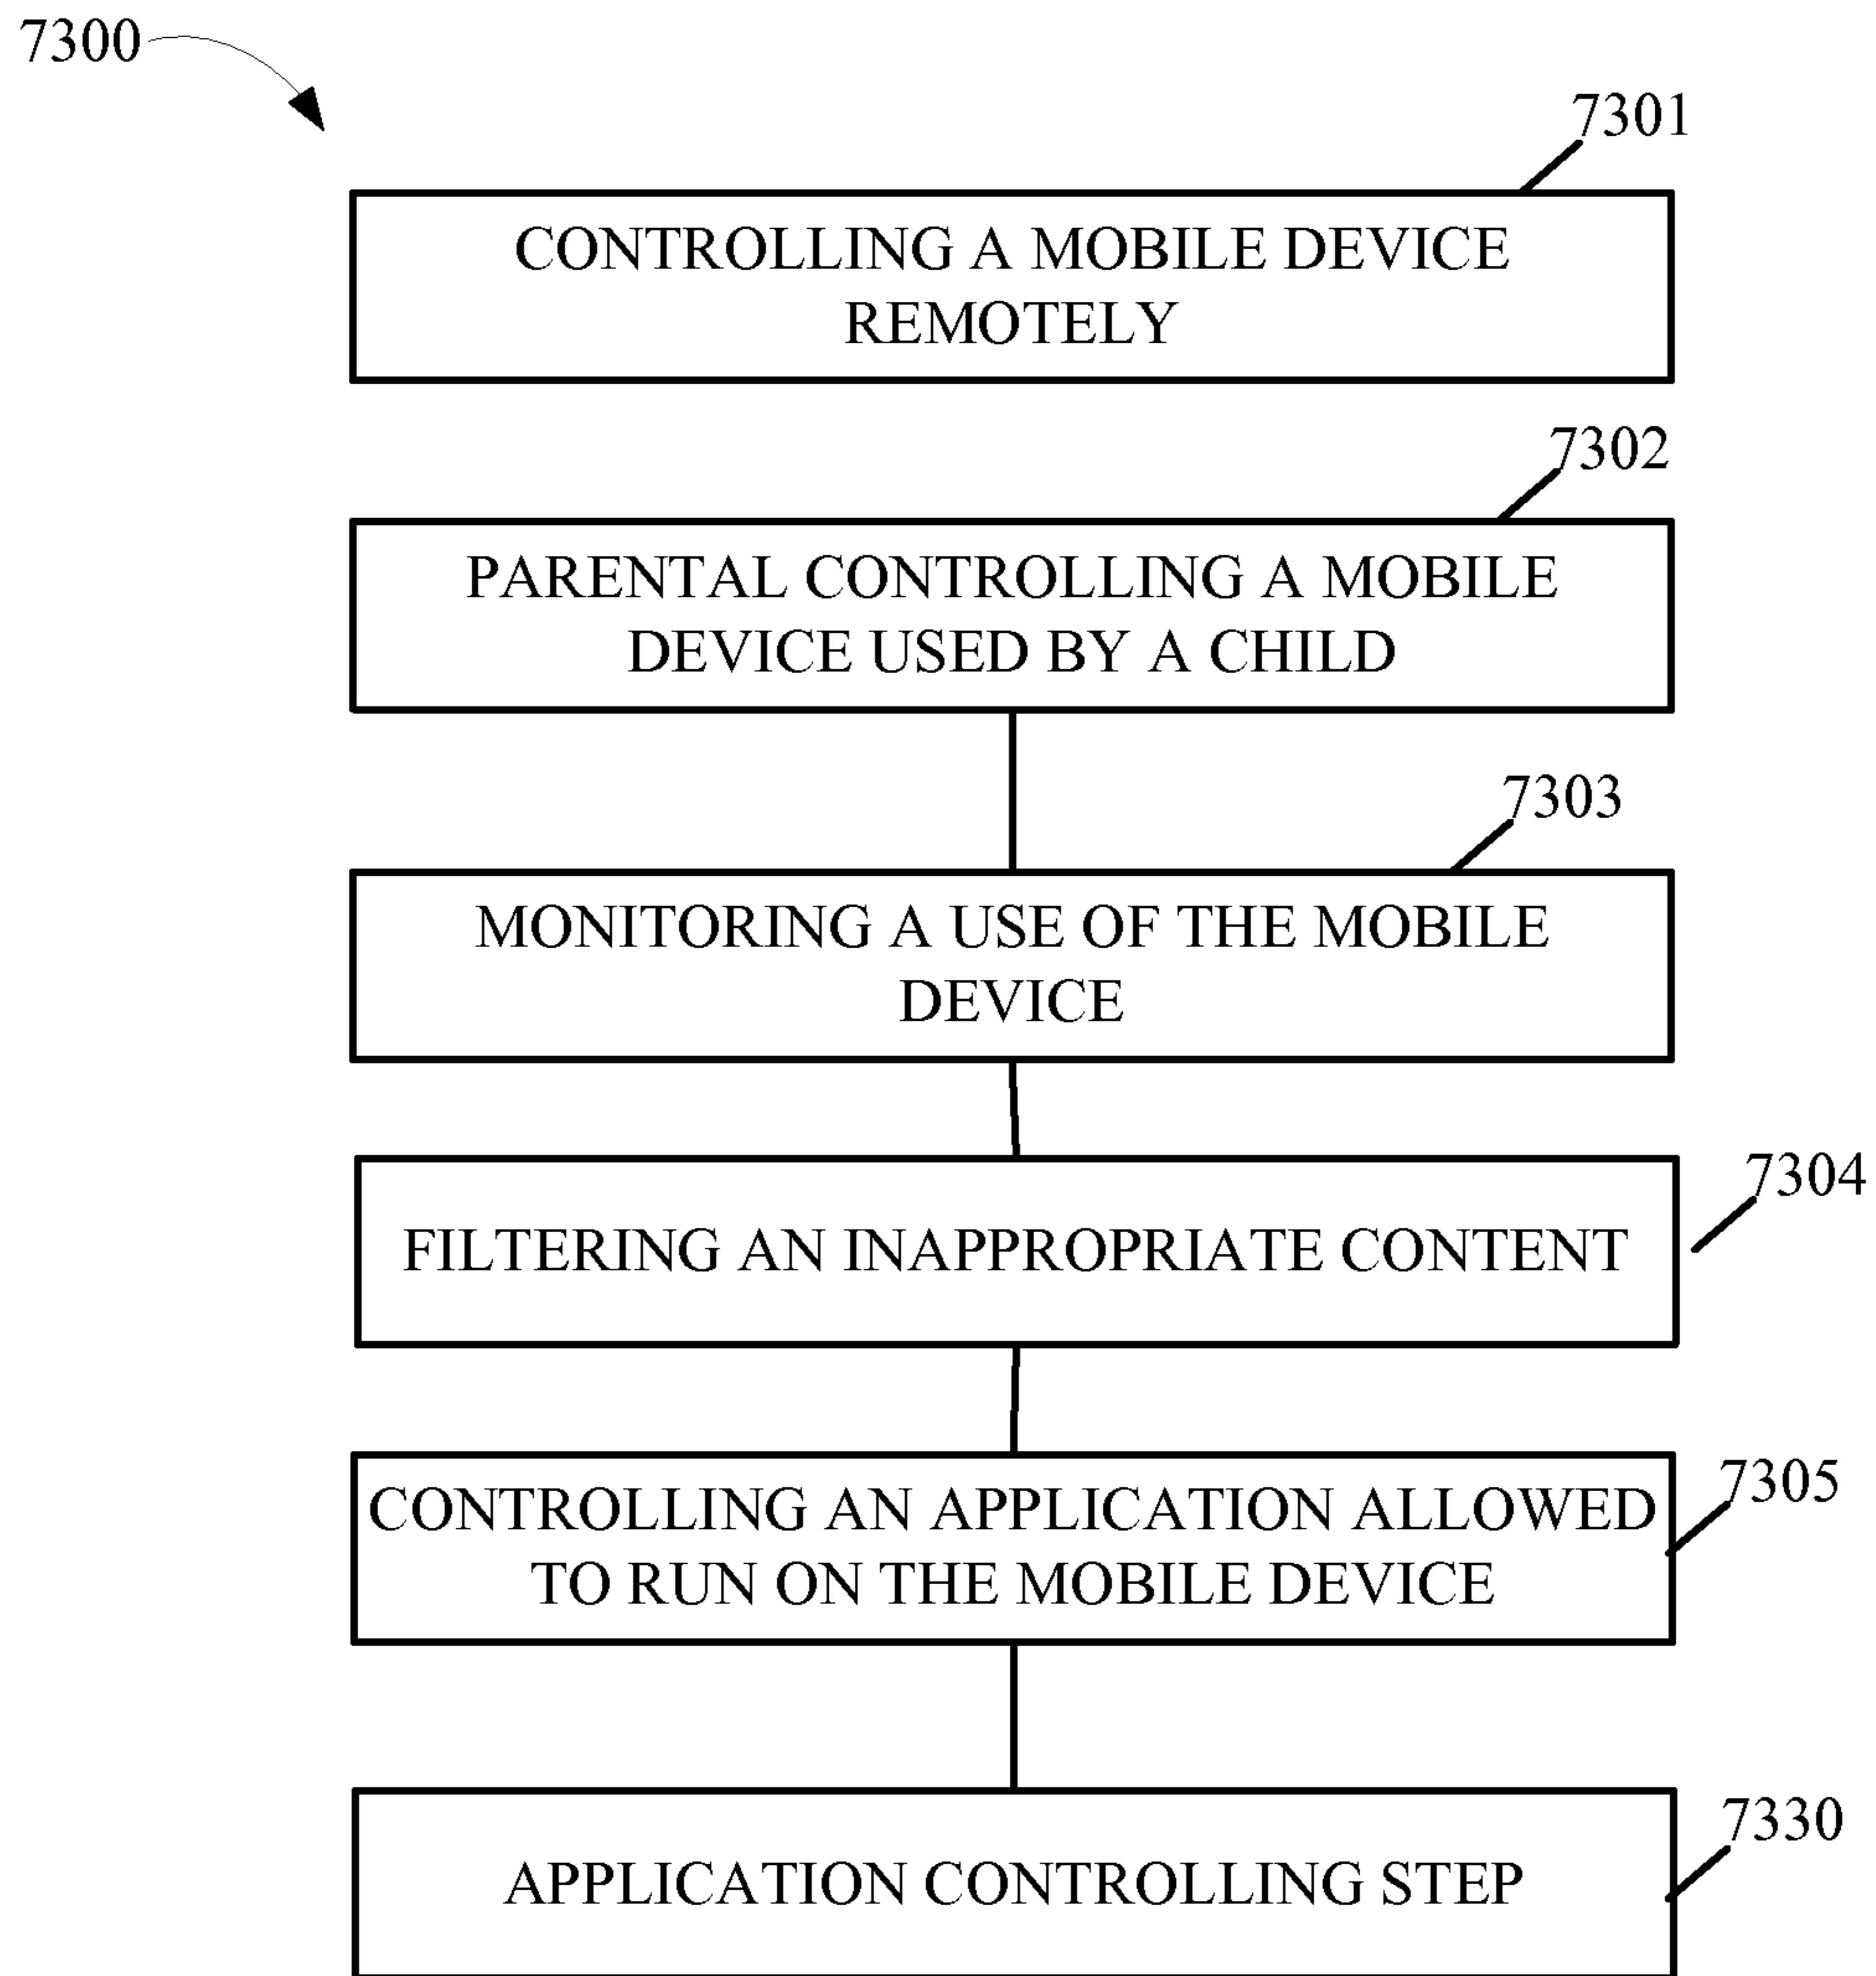 7300
7301
CONTROLLING A MOBILE DEVICE
REMOTELY
7302
PARENTAL CONTROLLING A MOBILE
DEVICE USED BY A CHILD
7303
MONITORING A USE OF THE MOBILE
DEVICE
7304
FILTERING AN INAPPROPRIATE CONTENT
7305
CONTROLLING AN APPLICATION ALLOWED
TO RUN ON THE MOBILE DEVICE
7330
APPLICATION CONTROLLING STEP